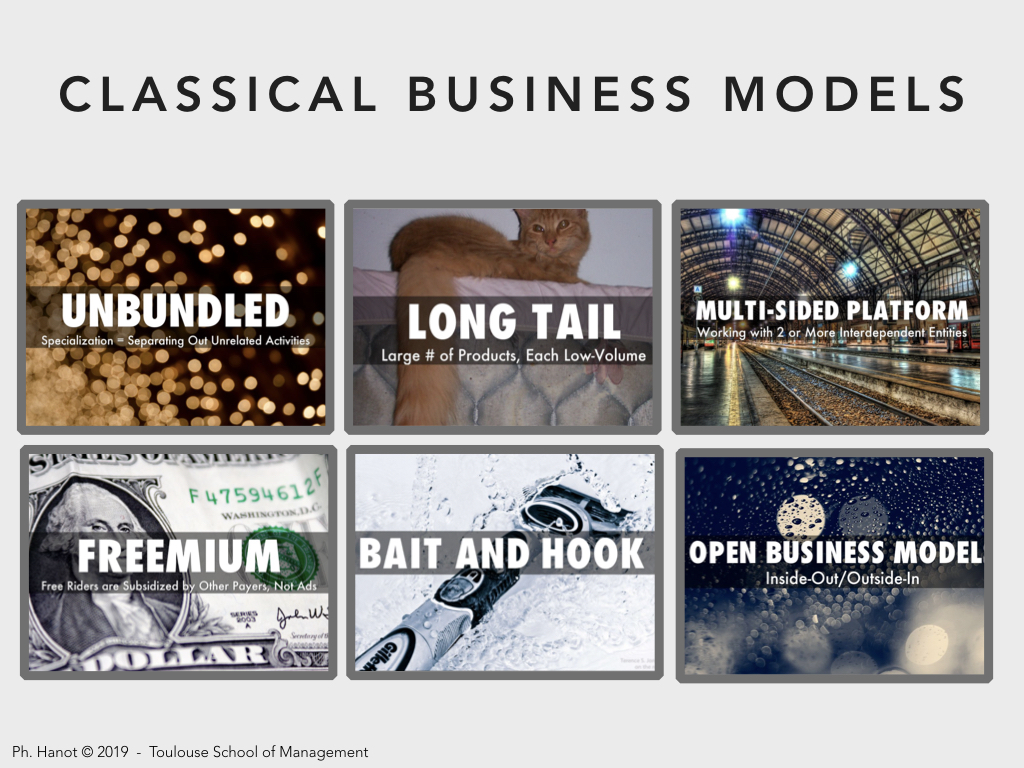 CLASSICAL BUSINESS MODELS
UNBUNDLED
Specialization = Separating Out Unrelated Activities
LONG TAIL
Large # of Products, Each Low-Volume
MULTI-SIDED PLATFORM
Working with 2 or More Interdependent Entities
F 47594612F
WASHINGTON, D.C.
FREEMIUM
Free Riders are Subsidized by Other Payers, Not Ads
SERIES
2003
A
DOLLAR
BAIT AND HOOK
Gillette
OPEN BUSINESS MODEL
Inside-Out/Outside-In
Ph. Hanot © 2019 - Toulouse School of Management